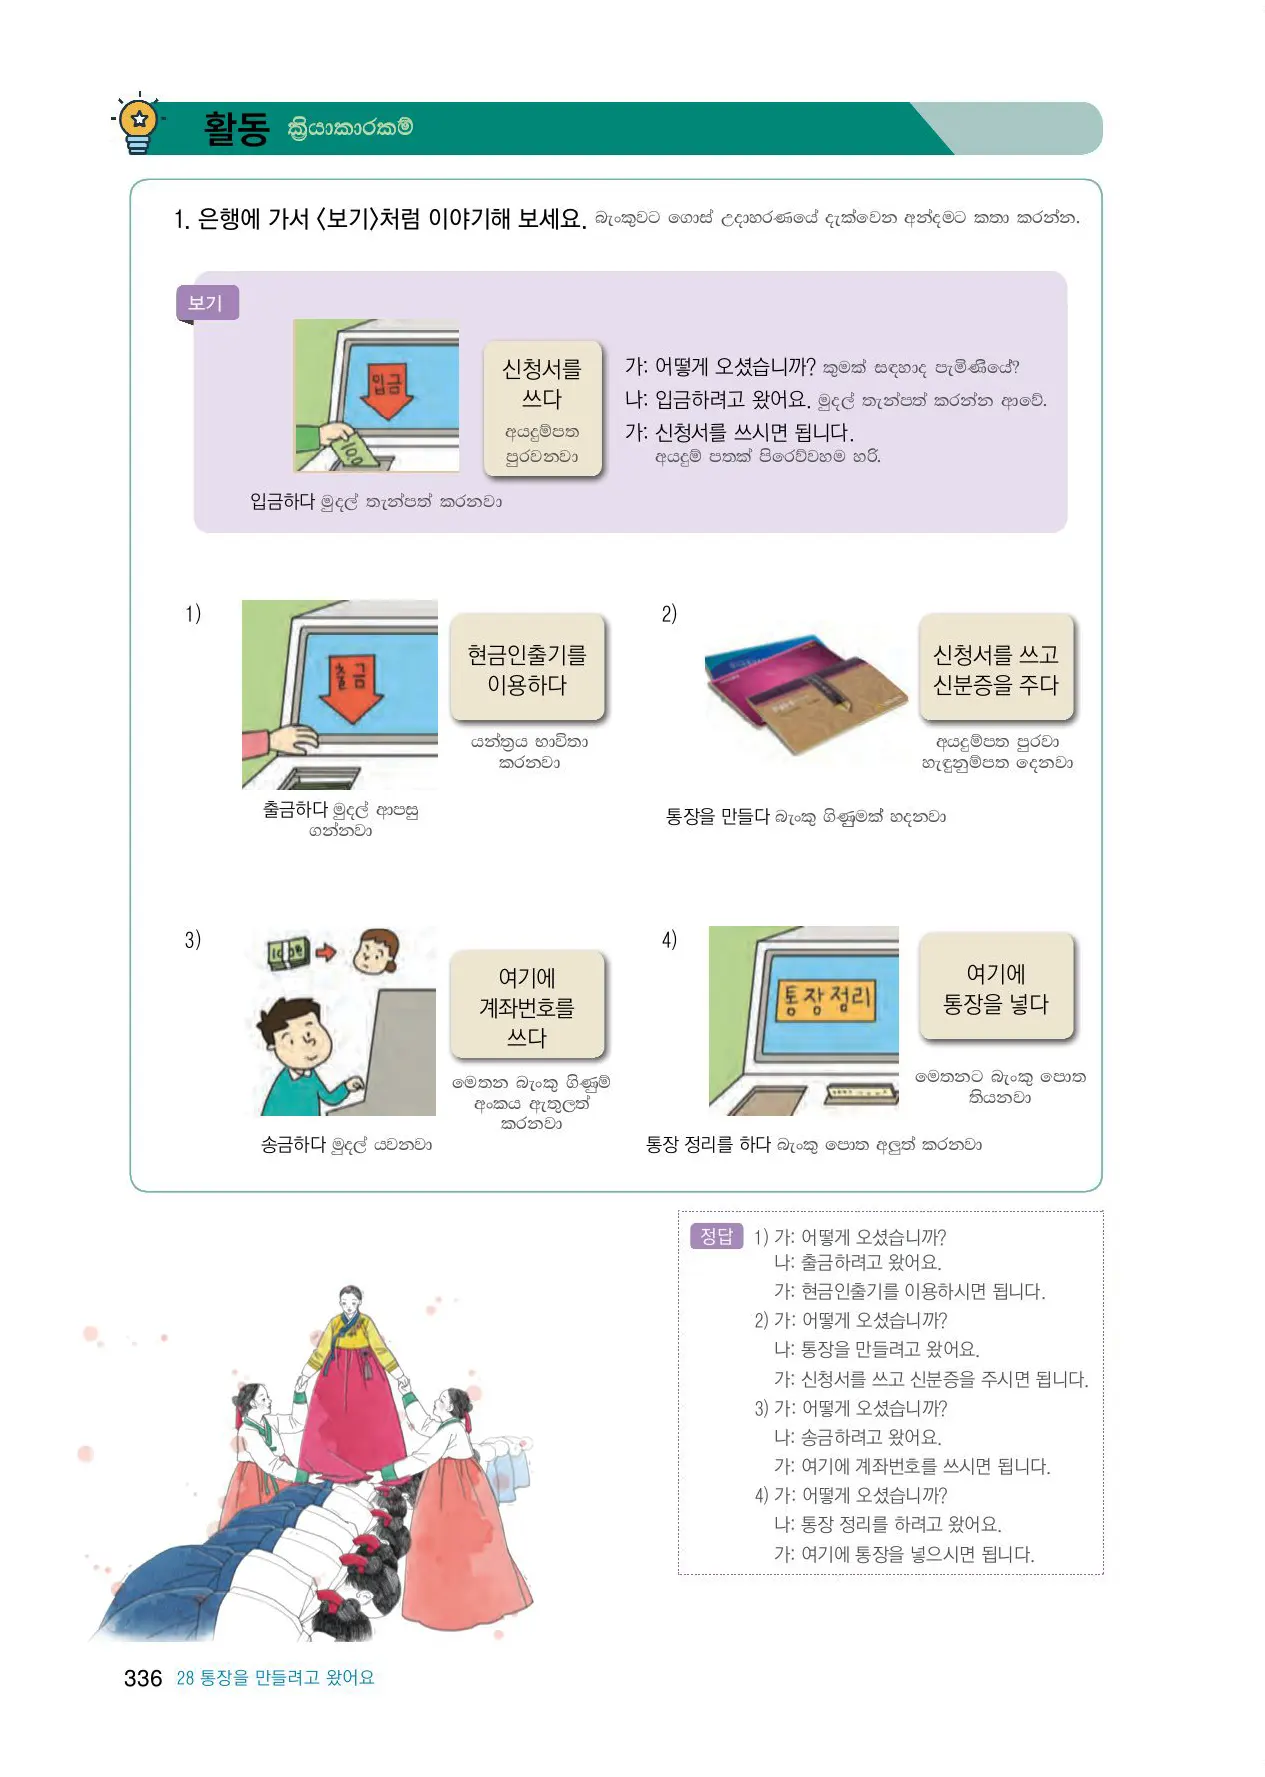 활동 ක්‍රියාකාරකම්
1. 은행에 가서 〈보기〉처럼 이야기해 보세요. බැංකුවට ගොස් උදාහරණයේ දැක්වෙන අන්දමට කතා කරන්න.
보기
입금
100
신청서를
쓰다
අයදුම්පත
පුරවනවා
가: 어떻게 오셨습니까? කුමක් සඳහාද පැමිණියේ?
나: 입금하려고 왔어요. මුදල් තැන්පත් කරන්න ආවේ.
가: 신청서를 쓰시면 됩니다.
අයදුම් පතක් පිරෙව්වහම හරි.
입금하다 මුදල් තැන්පත් කරනවා
1)
출금
현금인출기를
이용하다
යන්ත්‍රය භාවිතා
කරනවා
출금하다 මුදල් ආපසු
ගන්නවා
2)
신청서를 쓰고
신분증을 주다
අයදුම්පත පුරවා
හැඳුනුම්පත දෙනවා
통장을 만들다 බැංකු ගිණුමක් හදනවා
3)
여기에
계좌번호를
쓰다
මෙතන බැංකු ගිණුම්
අංකය ඇතුලත්
කරනවා
송금하다 මුදල් යවනවා
4)
통장정리
여기에
통장을 넣다
මෙතනට බැංකු පොත
තියනවා
통장 정리를 하다 බැංකු පොත අලුත් කරනවා
정답
1) 가: 어떻게 오셨습니까?
나: 출금하려고 왔어요.
가: 현금인출기를 이용하시면 됩니다.
2) 가: 어떻게 오셨습니까?
나: 통장을 만들려고 왔어요.
가: 신청서를 쓰고 신분증을 주시면 됩니다.
3) 가: 어떻게 오셨습니까?
나: 송금하려고 왔어요.
가: 여기에 계좌번호를 쓰시면 됩니다.
4) 가: 어떻게 오셨습니까?
나: 통장 정리를 하려고 왔어요.
가: 여기에 통장을 넣으시면 됩니다.
336 28 통장을 만들려고 왔어요